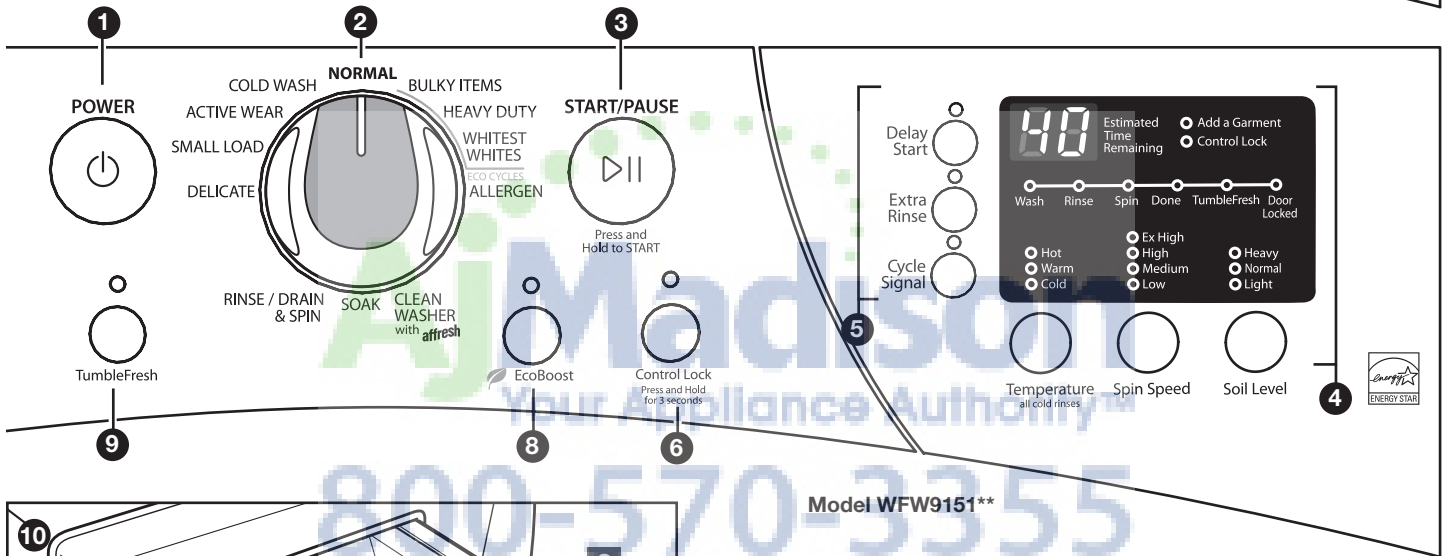 1
2
3
POWER
COLD WASH
NORMAL
BULKY ITEMS
ACTIVE WEAR
HEAVY DUTY
SMALL LOAD
WHITEST
WHITES
ECO CYCLES
DELICATE
ALLERGEN
RINSE / DRAIN
& SPIN
SOAK
CLEAN
WASHER
with affresh
START/PAUSE
Press and
Hold to START
TumbleFresh
9
EcoBoost
8
Control Lock
Press and Hold
for 3 seconds
6
Delay
Start
Extra
Rinse
Cycle
Signal
5
40
Estimated
Time
Remaining
Add a Garment
Control Lock
Wash
Rinse
Spin
Done
TumbleFresh
Door
Locked
Hot
Warm
Cold
Ex High
High
Medium
Low
Heavy
Normal
Light
Temperature
all cold rinses
Spin Speed
Soil Level
4
energy
ENERGY STAR
AjMadison
Your Appliance Authority™
800-570-3355
Model WFW9151**
10